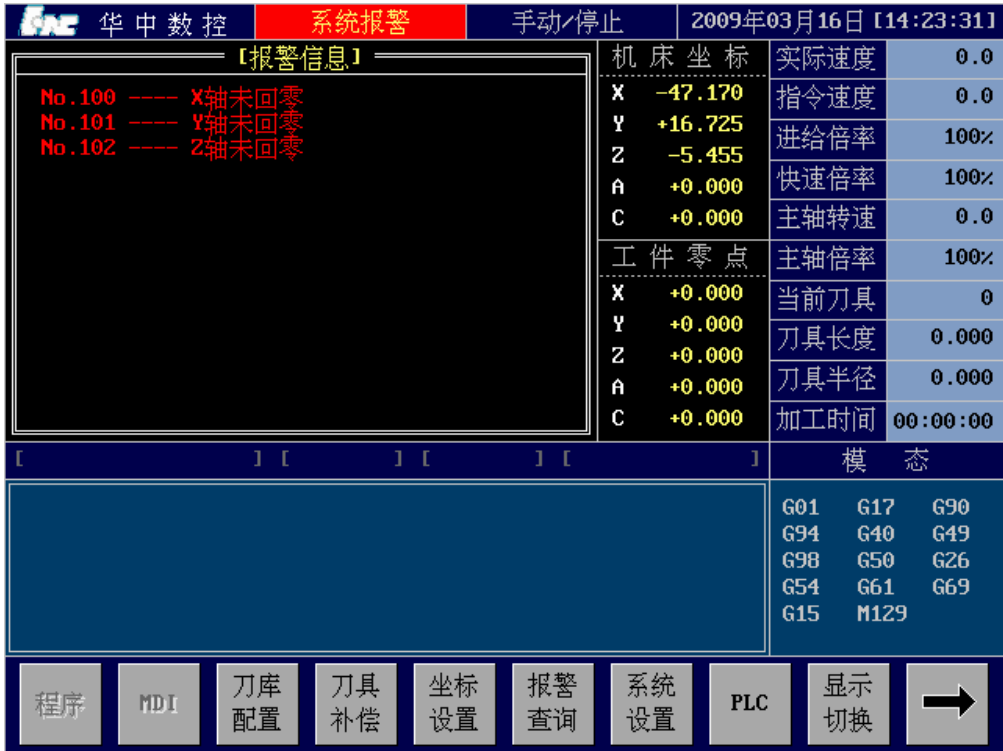 HNC 华中数控 系统报警 手动/停止 2009年03月16日 [14:23:31]
[报警信息]
No.100 ---- X轴未回零
No.101 ---- Y轴未回零
No.102 ---- Z轴未回零
机床坐标
X -47.170
Y +16.725
Z -5.455
A +0.000
C +0.000
工件零点
X +0.000
Y +0.000
Z +0.000
A +0.000
C +0.000
实际速度 0.0
指令速度 0.0
进给倍率 100%
快速倍率 100%
主轴转速 0.0
主轴倍率 100%
当前刀具 0
刀具长度 0.000
刀具半径 0.000
加工时间 00:00:00
[ ] [ ] [ ] [ ]
模态
G01 G17 G90
G94 G40 G49
G98 G50 G26
G54 G61 G69
G15 M129
程序
MDI
刀库
配置
刀具
补偿
坐标
设置
报警
查询
系统
设置
PLC
显示
切换